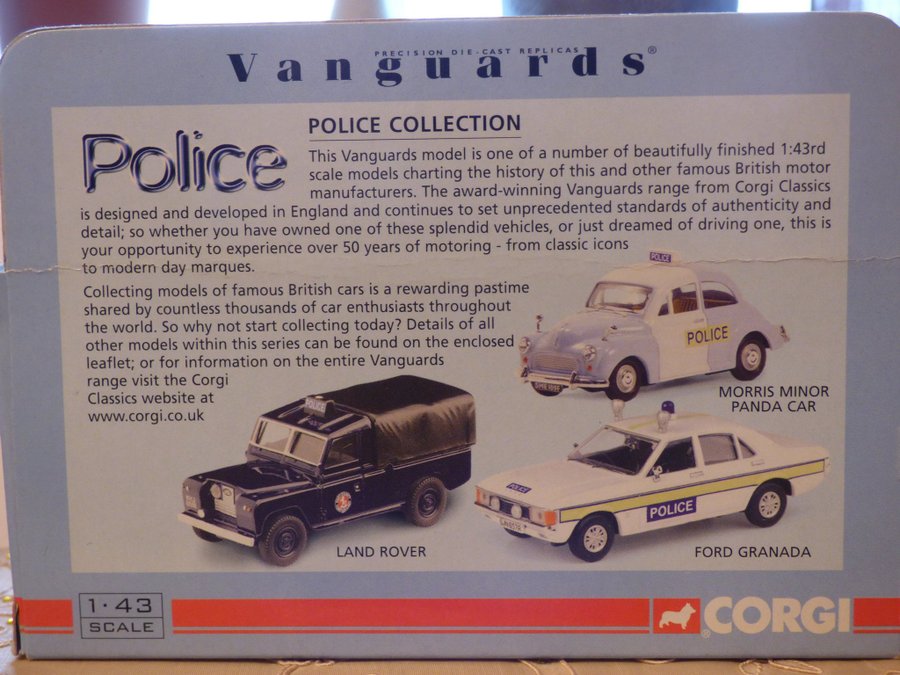 PRECISION DIE-CAST REPLICAS
Vanguards®
Police
POLICE COLLECTION
This Vanguards model is one of a number of beautifully finished 1:43rd
scale models charting the history of this and other famous British motor
manufacturers. The award-winning Vanguards range from Corgi Classics
is designed and developed in England and continues to set unprecedented standards of authenticity and
detail; so whether you have owned one of these splendid vehicles, or just dreamed of driving one, this is
your opportunity to experience over 50 years of motoring - from classic icons
to modern day marques.
Collecting models of famous British cars is a rewarding pastime
shared by countless thousands of car enthusiasts throughout
the world. So why not start collecting today? Details of all
other models within this series can be found on the enclosed
leaflet; or for information on the entire Vanguards
range visit the Corgi
Classics website at
www.corgi.co.uk
POLICE
POLICE
MORRIS MINOR
PANDA CAR
POLICE
LAND ROVER
POLICE
POLICE
FORD GRANADA
1·43
SCALE
®CORGI